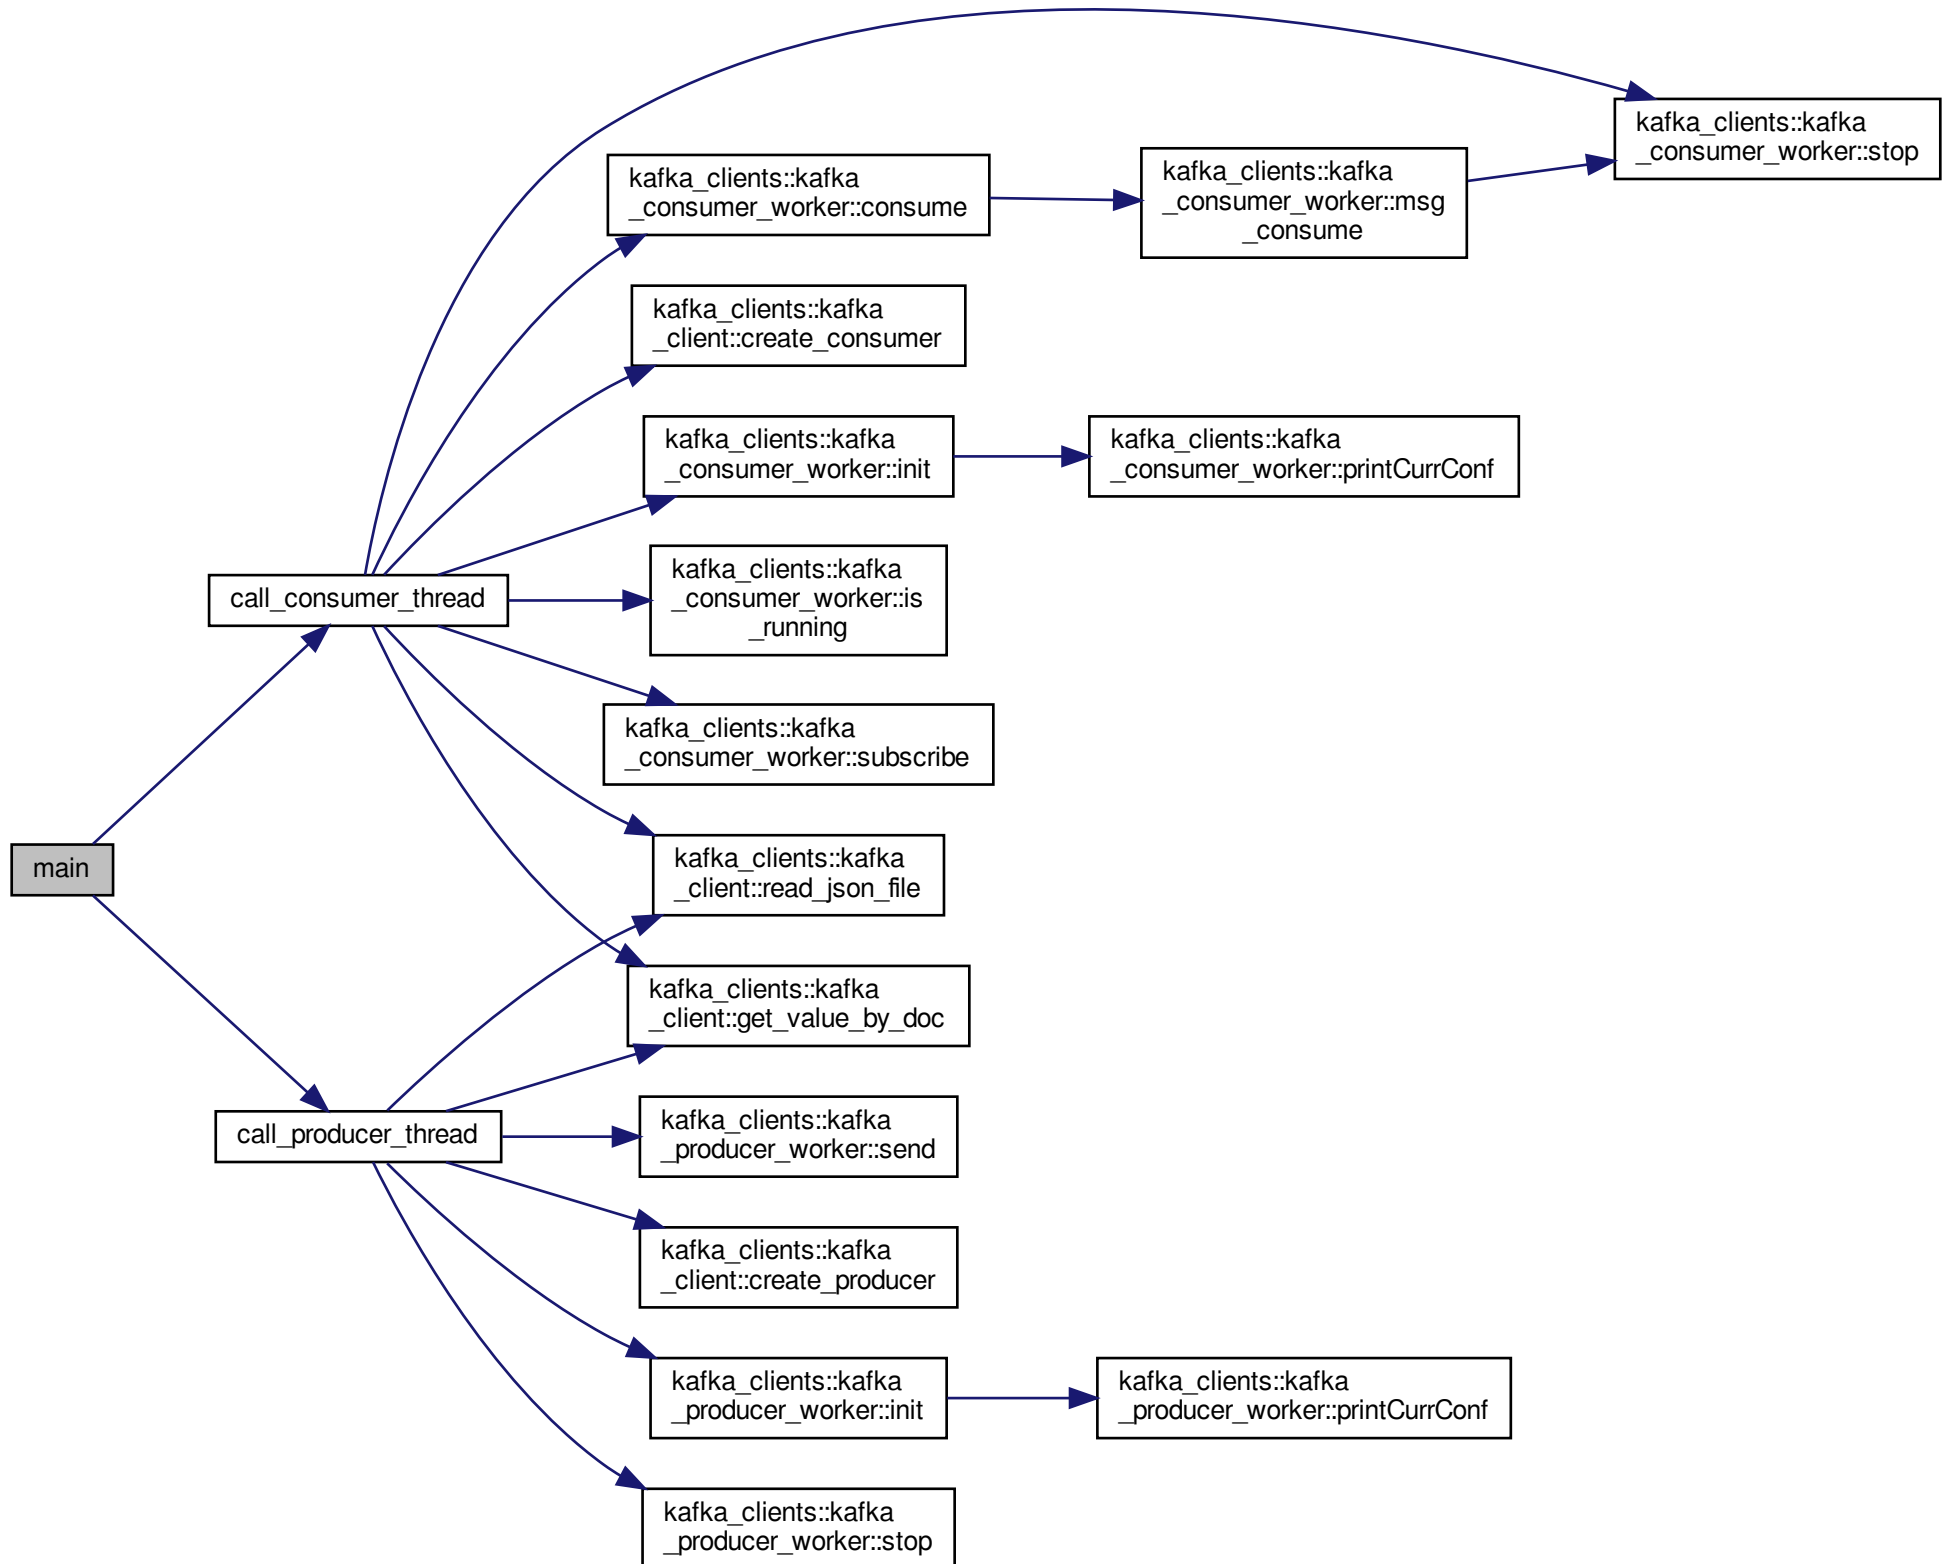 kafka_clients::kafka
_consumer_worker::stop
kafka_clients::kafka
_consumer_worker::consume
kafka_clients::kafka
_consumer_worker::msg
_consume
kafka_clients::kafka
_client::create_consumer
kafka_clients::kafka
_consumer_worker::init
kafka_clients::kafka
_consumer_worker::printCurrConf
call_consumer_thread
kafka_clients::kafka
_consumer_worker::is
_running
kafka_clients::kafka
_consumer_worker::subscribe
main
kafka_clients::kafka
_client::read_json_file
kafka_clients::kafka
_client::get_value_by_doc
call_producer_thread
kafka_clients::kafka
_producer_worker::send
kafka_clients::kafka
_client::create_producer
kafka_clients::kafka
_producer_worker::init
kafka_clients::kafka
_producer_worker::printCurrConf
kafka_clients::kafka
_producer_worker::stop